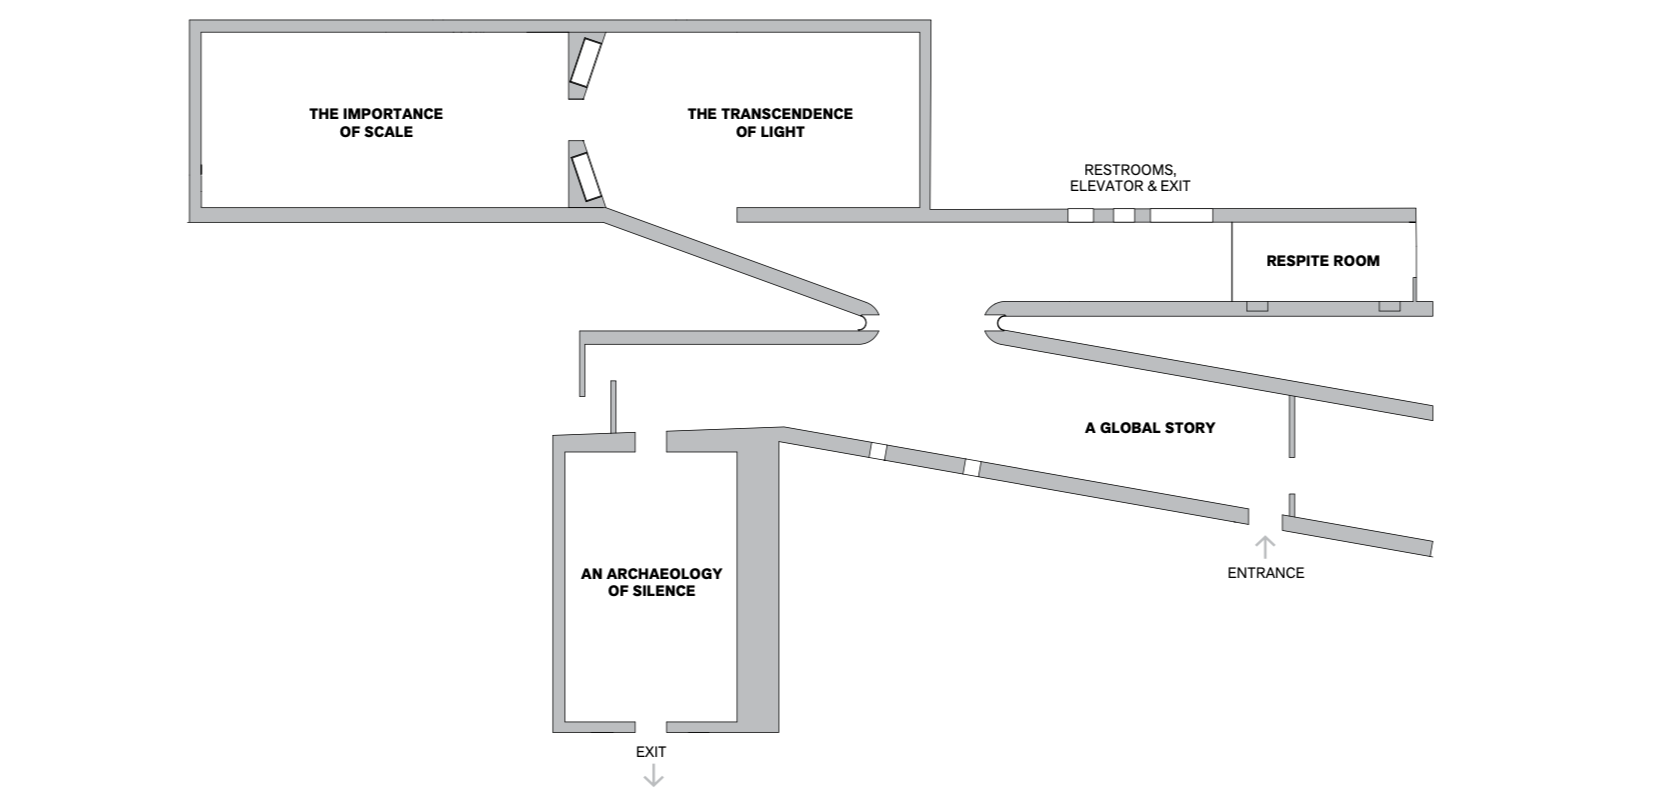 THE IMPORTANCE
OF SCALE
THE TRANSCENDENCE
OF LIGHT
RESTROOMS,
ELEVATOR & EXIT
RESPITE ROOM
A GLOBAL STORY
ENTRANCE
AN ARCHAEOLOGY
OF SILENCE
EXIT